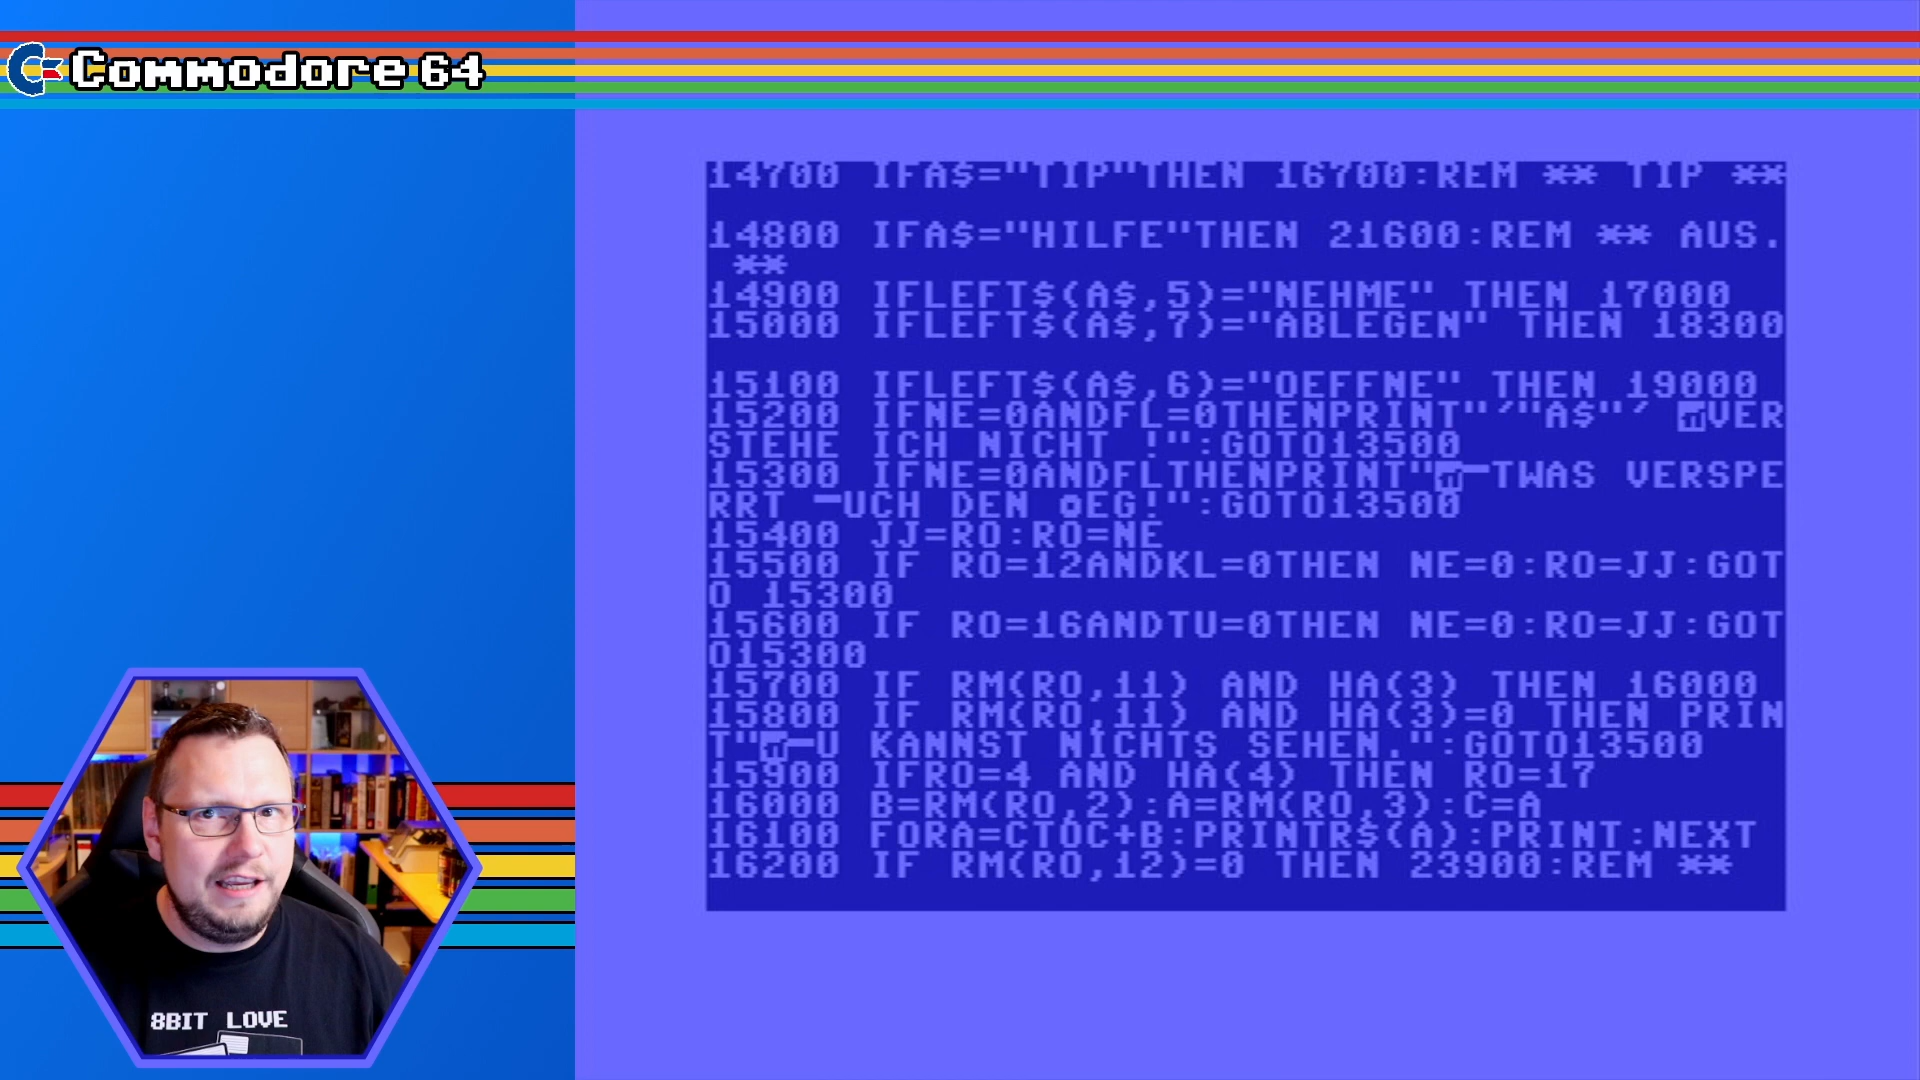 Commodore 64
14700 IFA$="TIP"THEN 16700:REM ** TIP **
14800 IFA$="HILFE"THEN 21600:REM ** AUS.
**
14900 IFLEFT$(A$,5)="NEHME" THEN 17000
15000 IFLEFT$(A$,7)="ABLEGEN" THEN 18300
15100 IFLEFT$(A$,6)="OEFFNE" THEN 19000
15200 IFNE=0ANDFL=0THENPRINT"'"A$"' VER
STEHE ICH NICHT !":GOTO13500
15300 IFNE=0ANDFLTHENPRINT"─TWAS VERSPE
RRT ─UCH DEN OEG!":GOTO13500
15400 JJ=RO:RO=NE
15500 IF RO=12ANDKL=0THEN NE=0:RO=JJ:GOT
O 15300
15600 IF RO=16ANDTU=0THEN NE=0:RO=JJ:GOT
O15300
15700 IF RM(RO,11) AND HA(3) THEN 16000
15800 IF RM(RO,11) AND HA(3)=0 THEN PRIN
T"─U KANNST NICHTS SEHEN.":GOTO13500
15900 IFRO=4 AND HA(4) THEN RO=17
16000 B=RM(RO,2):A=RM(RO,3):C=A
16100 FORA=CTOC+B:PRINTR$(A):PRINT:NEXT
16200 IF RM(RO,12)=0 THEN 23900:REM **
8BIT LOVE